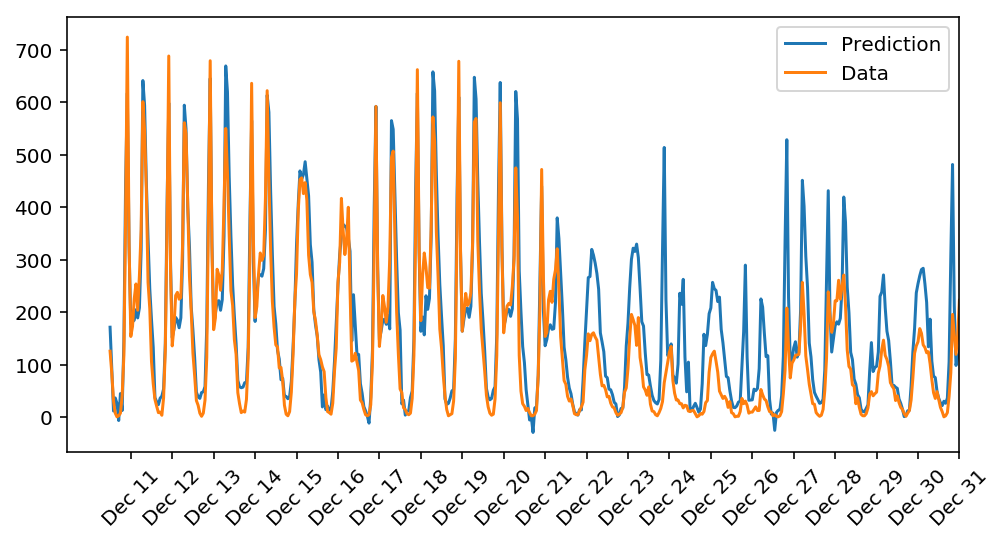 Prediction
Data
700
600
500
400
300
200
100
0
Dec 11
Dec 12
Dec 13
Dec 14
Dec 15
Dec 16
Dec 17
Dec 18
Dec 19
Dec 20
Dec 21
Dec 22
Dec 23
Dec 24
Dec 25
Dec 26
Dec 27
Dec 28
Dec 29
Dec 30
Dec 31